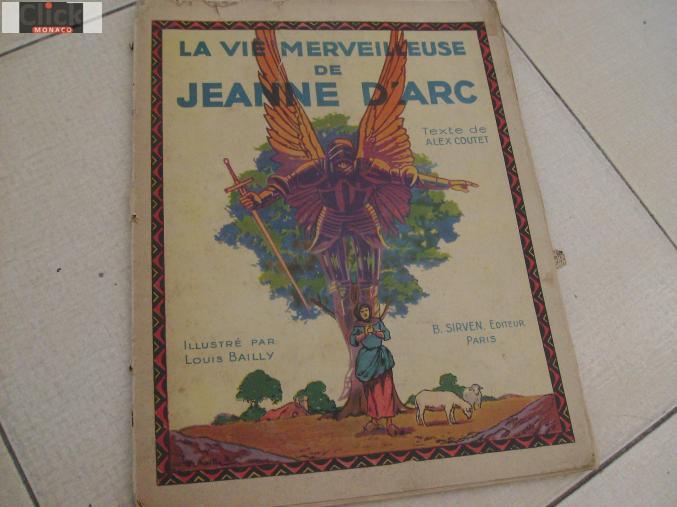 Click
MONACO
LA VIE MERVEILLEUSE
DE
JEANNE D'ARC
Texte de
ALEX COUTET
ILLUSTRÉ PAR
LOUIS BAILLY
B. SIRVEN, EDITEUR
PARIS